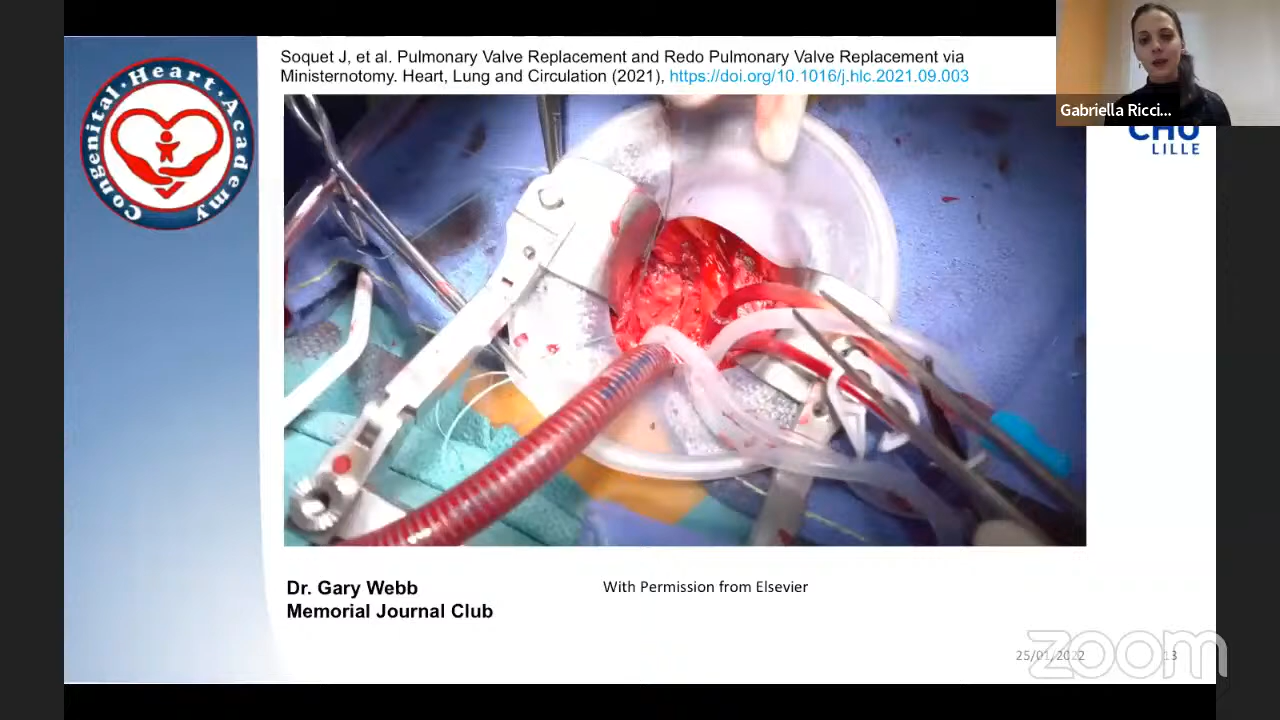 Soquet J, et al. Pulmonary Valve Replacement and Redo Pulmonary Valve Replacement via
Ministernotomy. Heart, Lung and Circulation (2021), https://doi.org/10.1016/j.hlc.2021.09.003
Gabriella Ricci...
Congenital · Heart · Academy
CHU
LILLE
Dr. Gary Webb
Memorial Journal Club
With Permission from Elsevier
25/01/2022
13
zoom